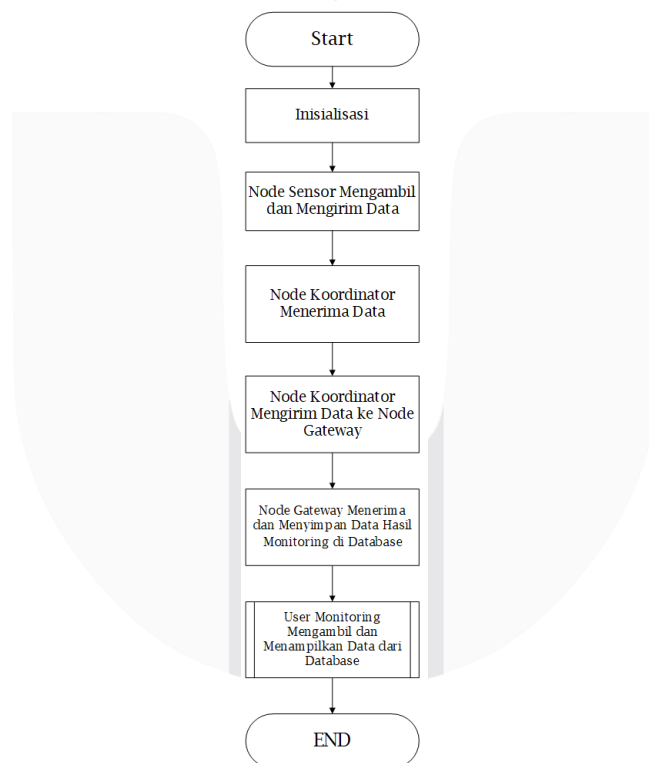 Start
Inisialisasi
Node Sensor Mengambil
dan Mengirim Data
Node Koordinator
Menerima Data
Node Koordinator
Mengirim Data ke Node
Gateway
Node Gateway Menerima
dan Menyimpan Data Hasil
Monitoring di Database
User Monitoring
Mengambil dan
Menampilkan Data dari
Database
END